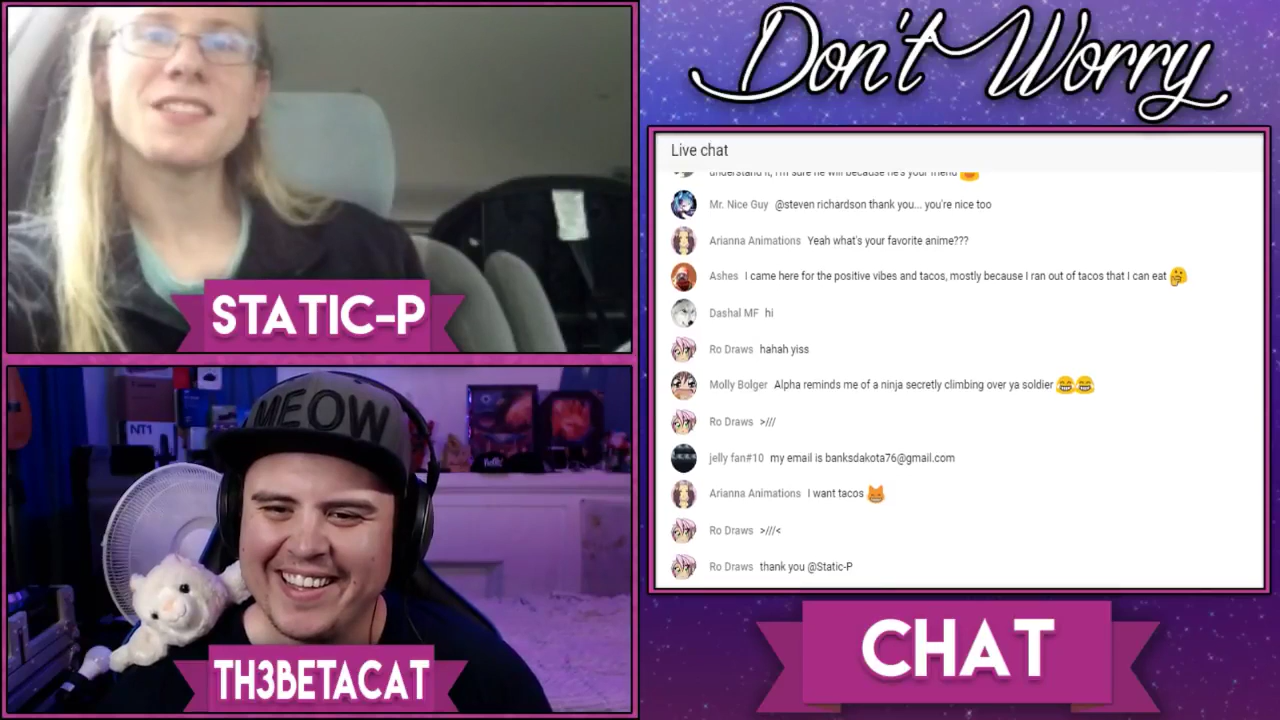 Don't Worry
STATIC-P
Live chat
understand it, I'm sure he will because he's your friend
Mr. Nice Guy @steven richardson thank you... you're nice too
Arianna Animations Yeah what's your favorite anime???
Ashes I came here for the positive vibes and tacos, mostly because I ran out of tacos that I can eat
Dashal MF hi
Ro Draws hahah yiss
Molly Bolger Alpha reminds me of a ninja secretly climbing over ya soldier
Ro Draws >///
jelly fan#10 my email is banksdakota76@gmail.com
Arianna Animations I want tacos
Ro Draws >///<
Ro Draws thank you @Static-P
MEOW
NT1
TH3BETACAT
CHAT